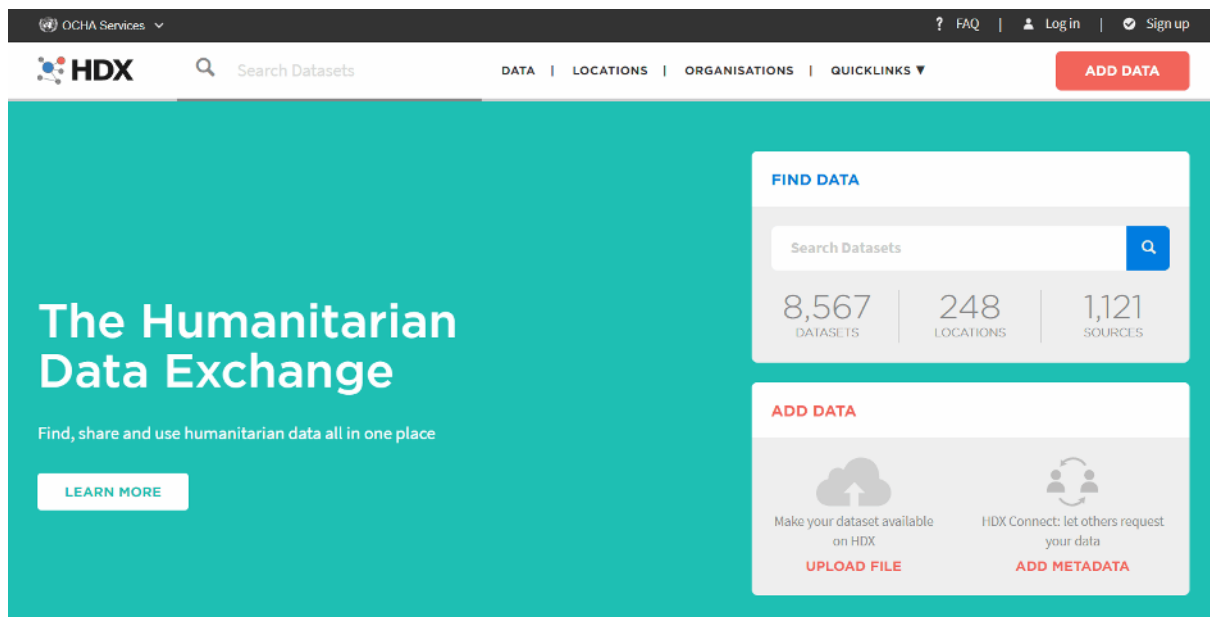 OCHA Services
? FAQ | Log in | Sign up
HDX
Search Datasets
DATA | LOCATIONS | ORGANISATIONS | QUICKLINKS ▼
ADD DATA
The Humanitarian
Data Exchange
Find, share and use humanitarian data all in one place
LEARN MORE
FIND DATA
Search Datasets
8,567 248 1,121
DATASETS LOCATIONS SOURCES
ADD DATA
Make your dataset available
on HDX
UPLOAD FILE
HDX Connect: let others request
your data
ADD METADATA